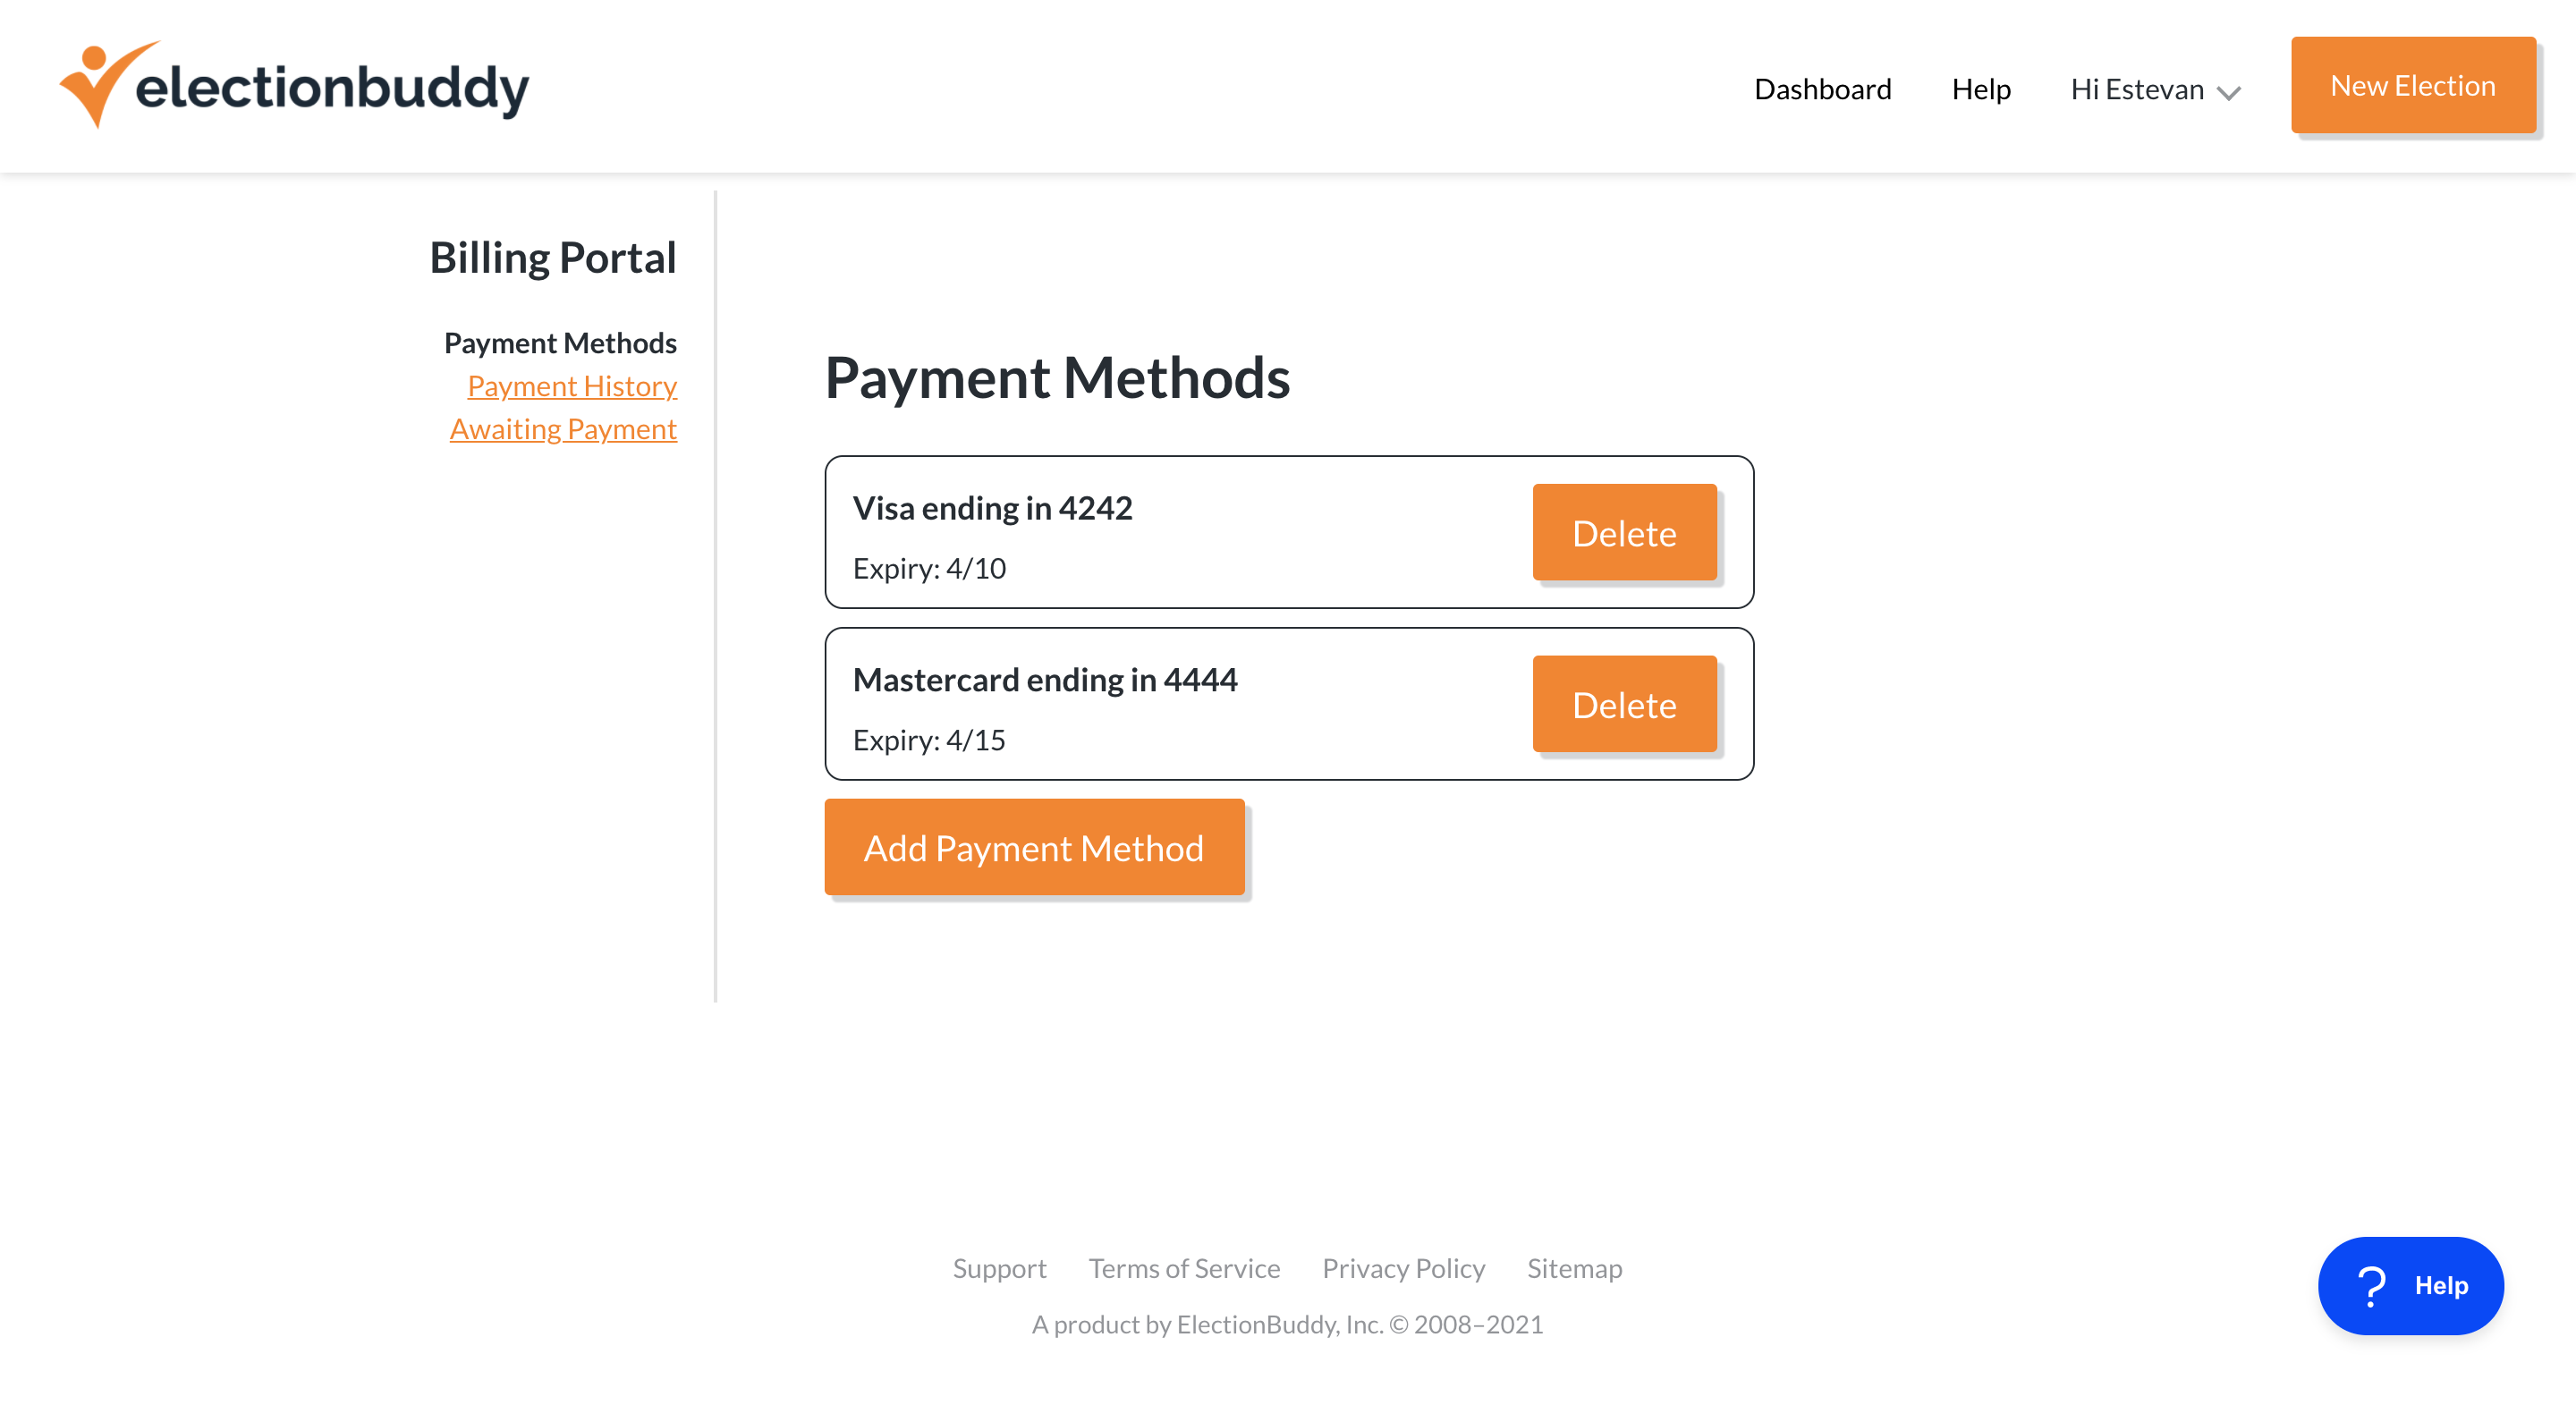 electionbuddy
Dashboard Help Hi Estevan New Election
Billing Portal
Payment Methods
Payment History
Awaiting Payment
Payment Methods
Visa ending in 4242
Expiry: 4/10
Delete
Mastercard ending in 4444
Expiry: 4/15
Delete
Add Payment Method
Support Terms of Service Privacy Policy Sitemap
A product by ElectionBuddy, Inc. © 2008–2021
? Help